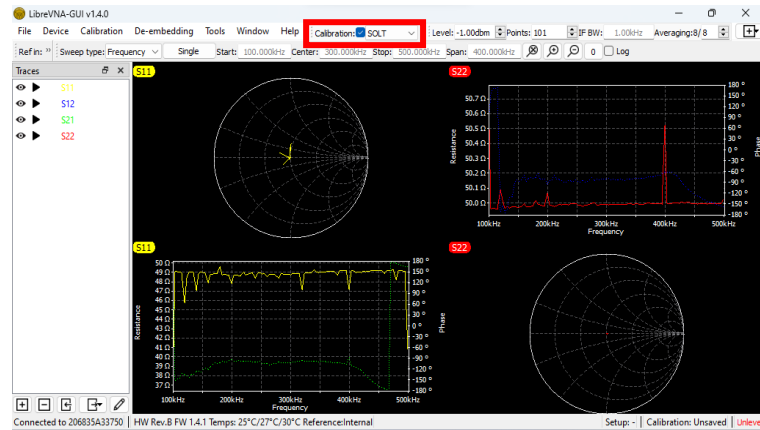 LibreVNA-GUI v1.4.0
File Device Calibration De-embedding Tools Window Help Calibration: SOLT Level: -1.00dbm Points: 101 IF BW: 1.00kHz Averaging:8/ 8
Ref in: » Sweep type: Frequency Single Start: 100.000kHz Center: 300.000kHz Stop: 500.000kHz Span: 400.000kHz 0 Log
Traces
S11
S12
S21
S22
S11
S22
50.7 Ω
50.6 Ω
50.5 Ω
50.4 Ω
50.3 Ω
50.2 Ω
50.1 Ω
50.0 Ω
Resistance
180 °
150 °
120 °
90 °
60 °
30 °
0 °
-30 °
-60 °
-90 °
-120 °
-150 °
-180 °
Phase
100kHz 200kHz 300kHz 400kHz 500kHz
Frequency
S11
S22
50 Ω
49 Ω
48 Ω
47 Ω
46 Ω
45 Ω
44 Ω
43 Ω
42 Ω
41 Ω
40 Ω
39 Ω
38 Ω
37 Ω
Resistance
180 °
150 °
120 °
90 °
60 °
30 °
0 °
-30 °
-60 °
-90 °
-120 °
-150 °
-180 °
Phase
100kHz 200kHz 300kHz 400kHz 500kHz
Frequency
Connected to 206835A33750 HW Rev.B FW 1.4.1 Temps: 25°C/27°C/30°C Reference:Internal Setup: - Calibration: Unsaved Unleve